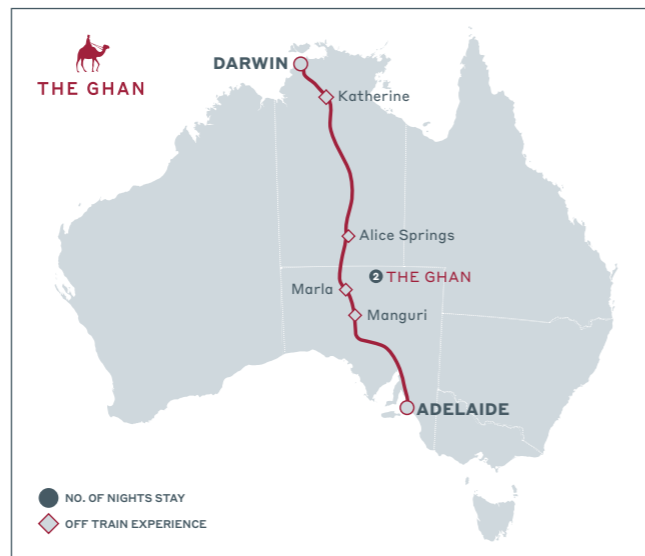 DARWIN
THE GHAN
Katherine
Alice Springs
2 THE GHAN
Marla
Manguri
ADELAIDE
NO. OF NIGHTS STAY
OFF TRAIN EXPERIENCE